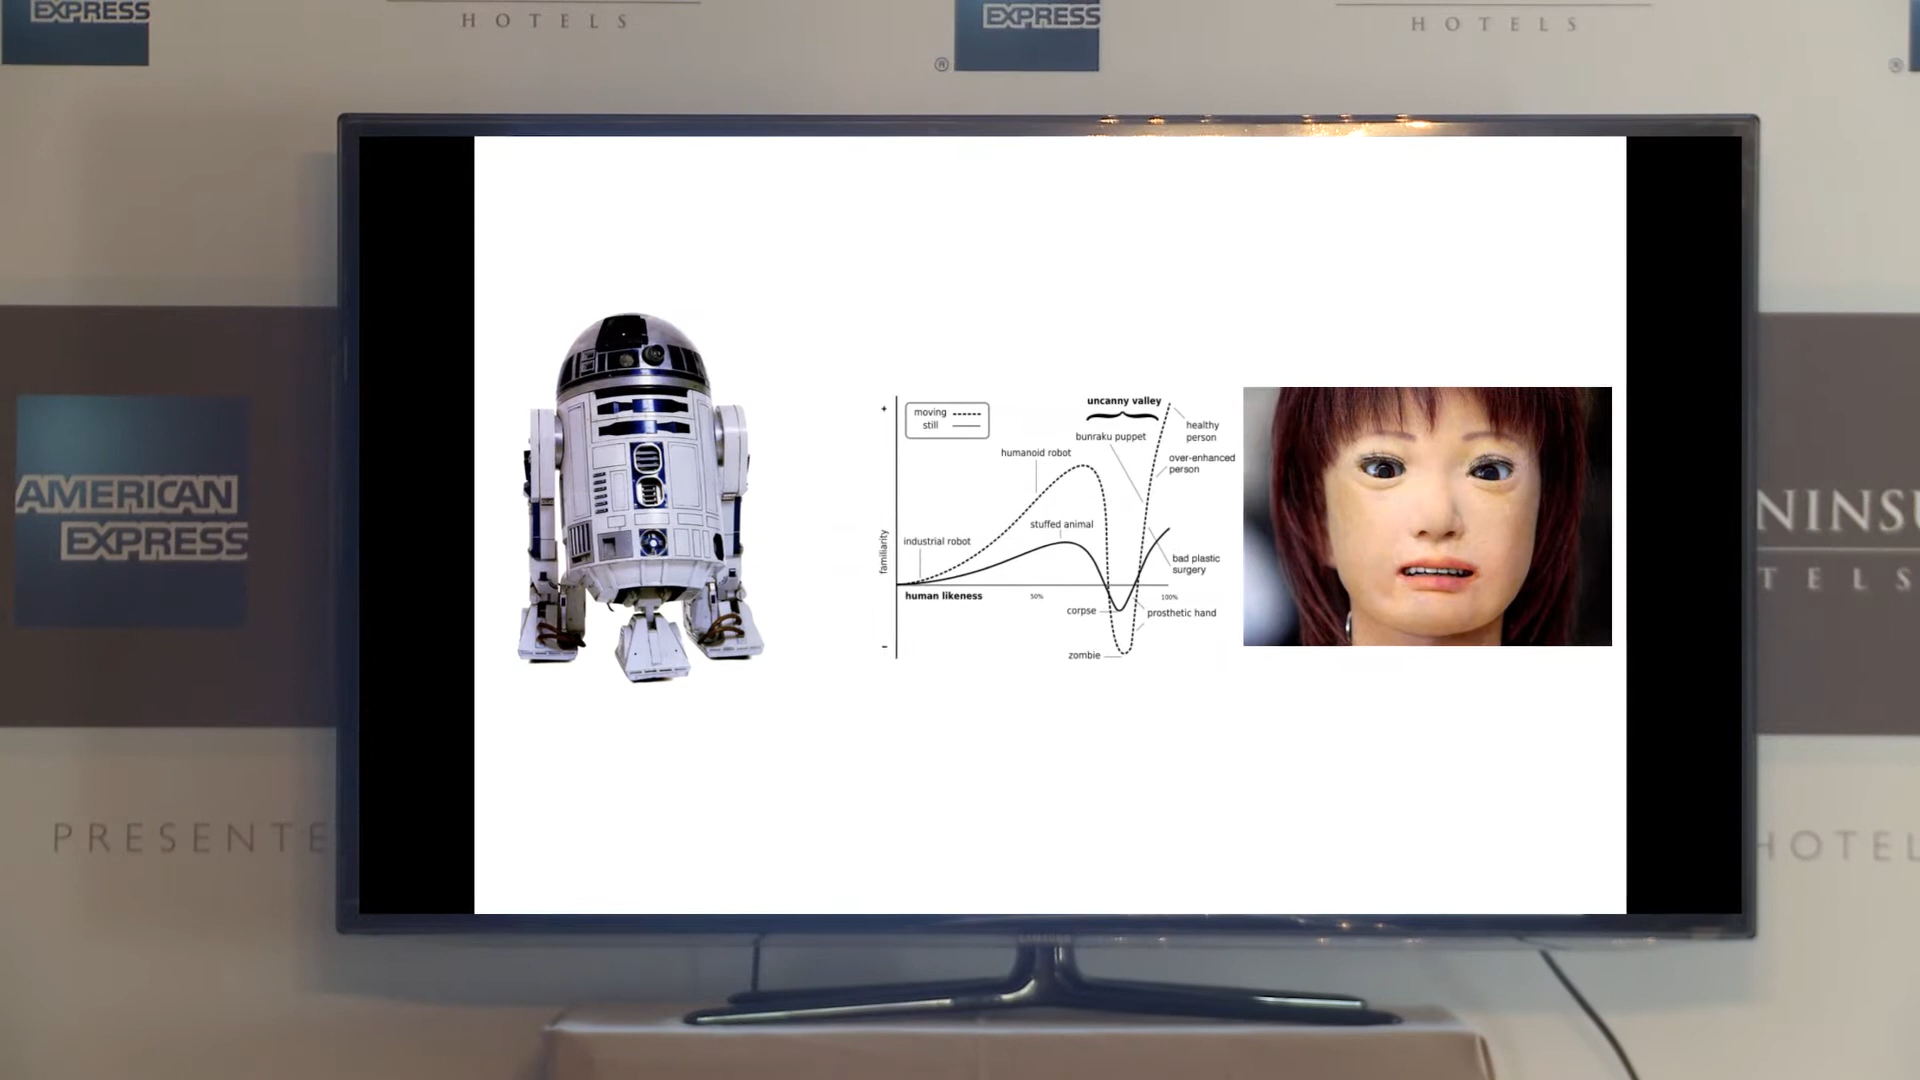 EXPRESS
HOTELS
®
EXPRESS
HOTELS
®
AMERICAN
EXPRESS
PRESENTE
NINSU
TELS
HOTEL
moving
still
+
uncanny valley
healthy
person
bunraku puppet
over-enhanced
person
humanoid robot
stuffed animal
industrial robot
familiarity
bad plastic
surgery
human likeness
50%
100%
corpse
prosthetic hand
zombie
-
SAMSUNG